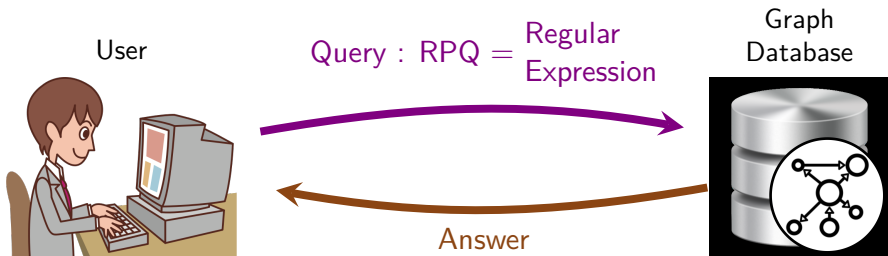 User
Query : RPQ = Regular
Expression
Graph
Database
Answer